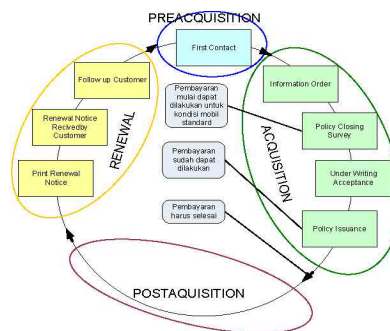 PREACQUISITION
First Contact
Follow up Customer
Information Order
Pembayaran
mulai dapat
dilakukan untuk
kondisi mobil
standard
Renewal Notice
Recivedby
Customer
RENEWAL
Policy Closing
Survey
ACQUISITION
Pembayaran
sudah dapat
dilakukan
Print Renewal
Notice
Under Writing
Acceptance
Pembayaran
harus selesai
Policy Issuance
POSTAQUISITION